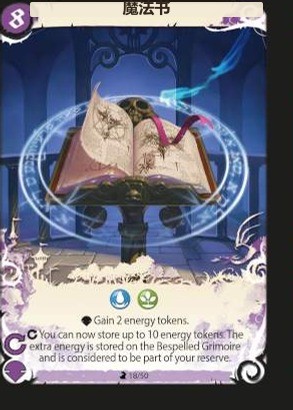 魔法书
8
Gain 2 energy tokens.
You can now store up to 10 energy tokens. The
extra energy is stored on the Bespelled Grimoire
and is considered to be part of your reserve.
18/50